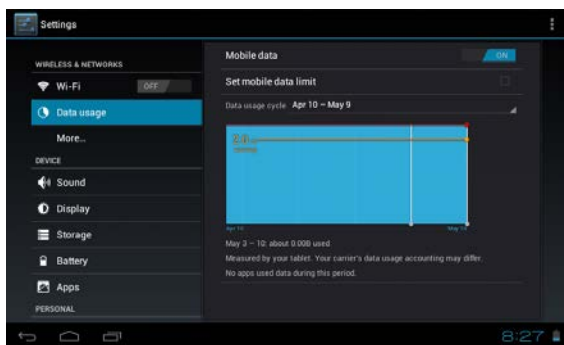 Settings
WIRELESS & NETWORKS
Wi-Fi OFF
Data usage
More...
DEVICE
Sound
Display
Storage
Battery
Apps
PERSONAL
Mobile data ON
Set mobile data limit
Data usage cycle Apr 10 – May 9
Apr 10
May 3 – 10: about 0.00B used
Measured by your tablet. Your carrier's data usage accounting may differ.
No apps used data during this period.
8:27